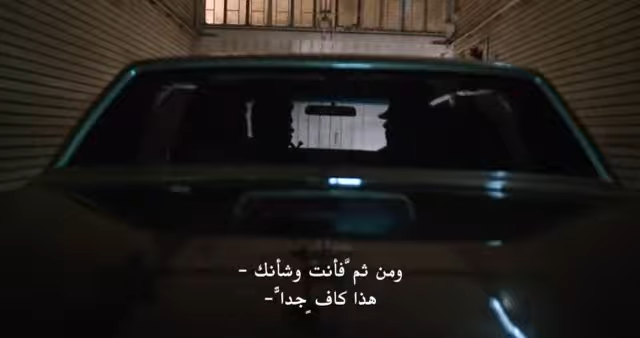 - ومن ثم َّفأنت وشأنك
-هذا كاف ٍجدا ً